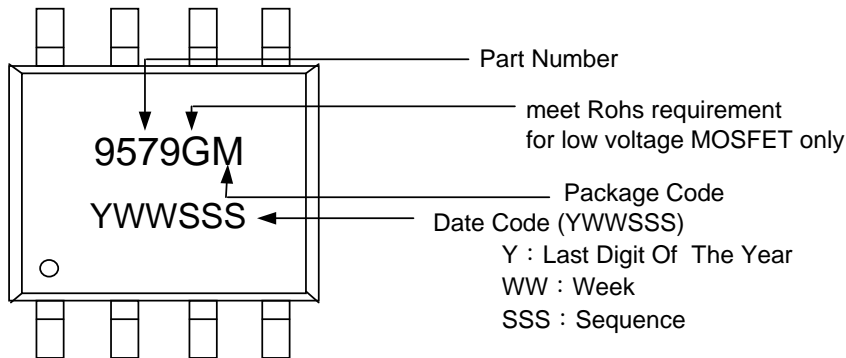 Part Number
meet Rohs requirement
for low voltage MOSFET only
9579GM
Package Code
YWWSSS
Date Code (YWWSSS)
Y：Last Digit Of The Year
WW：Week
SSS：Sequence